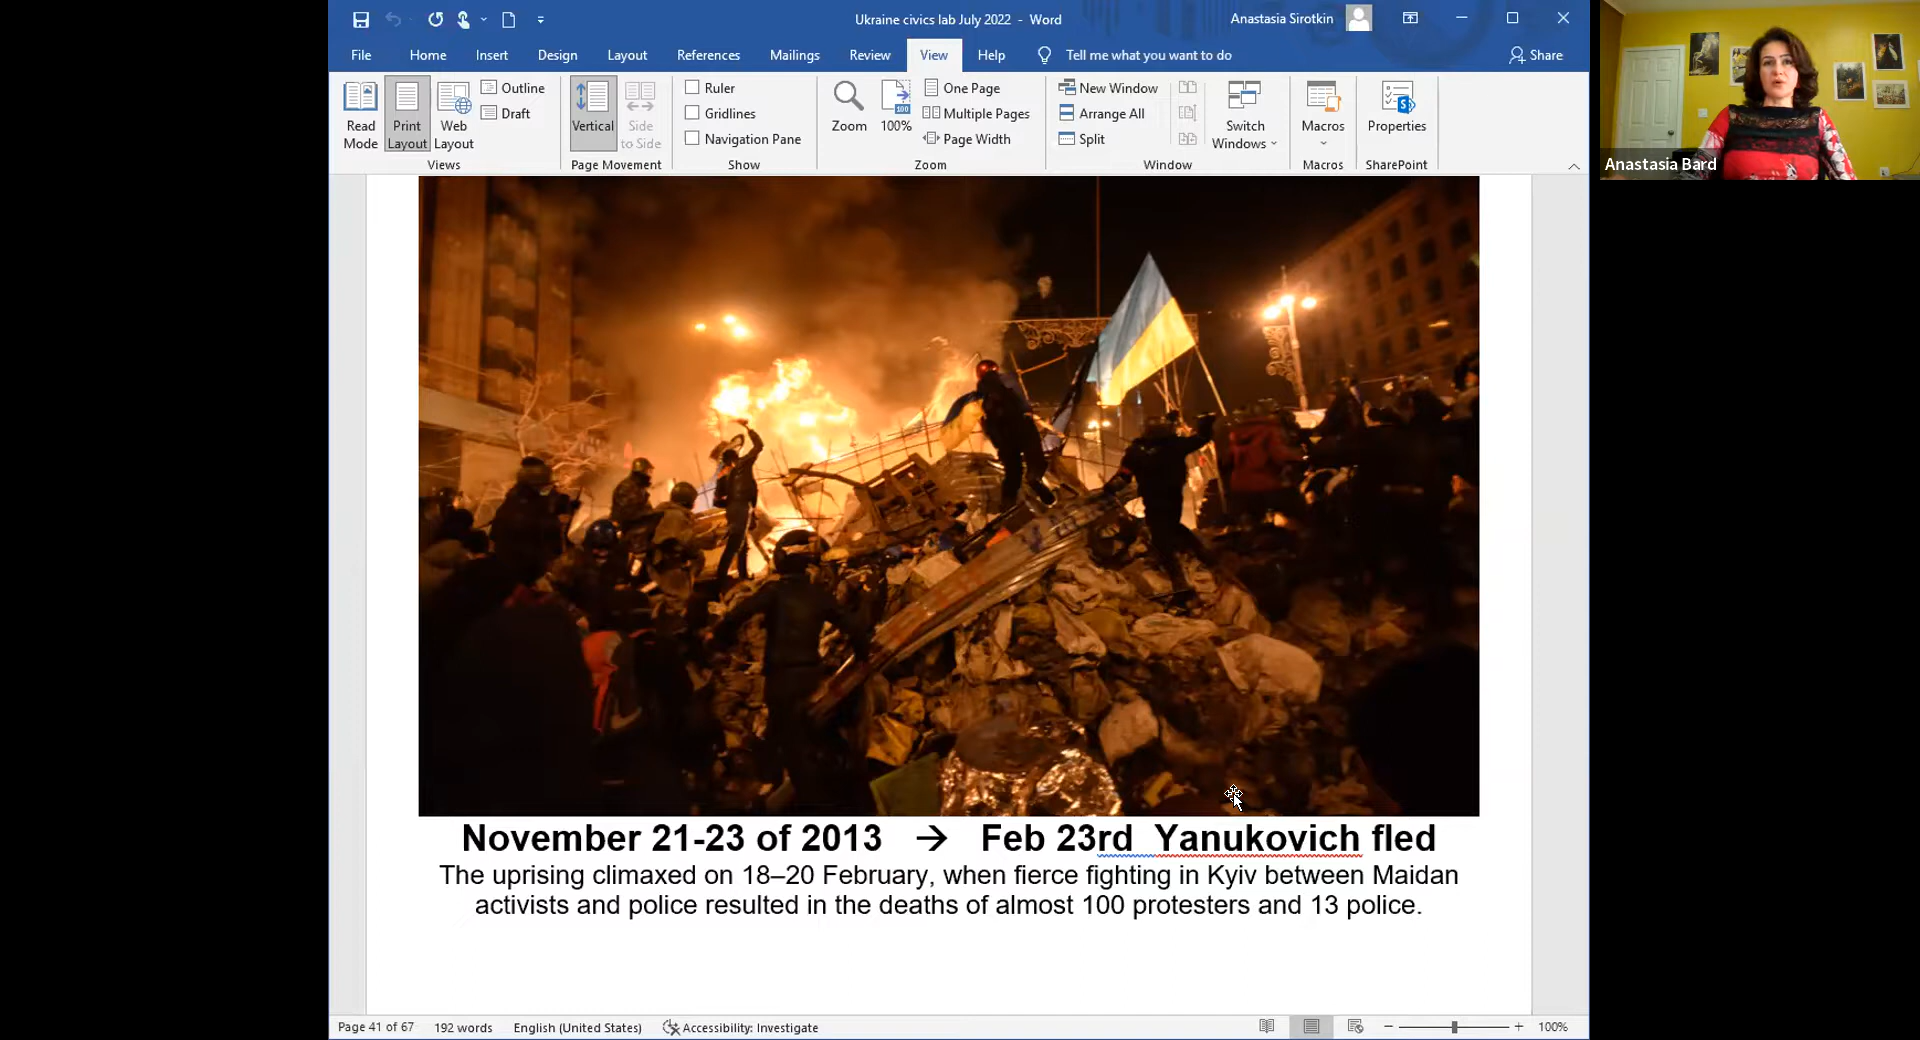 Ukraine civics lab July 2022 - Word
Anastasia Sirotkin
File Home Insert Design Layout References Mailings Review View Help Tell me what you want to do Share
Read Mode
Print Layout
Web Layout
Outline
Draft
Views
Vertical
Side to Side
Page Movement
Ruler
Gridlines
Navigation Pane
Show
Zoom
100
100%
One Page
Multiple Pages
Page Width
Zoom
New Window
Arrange All
Split
Switch Windows
Window
Macros
Macros
S
Properties
SharePoint
Anastasia Bard
November 21-23 of 2013 → Feb 23rd Yanukovich fled
The uprising climaxed on 18–20 February, when fierce fighting in Kyiv between Maidan
activists and police resulted in the deaths of almost 100 protesters and 13 police.
Page 41 of 67 192 words English (United States) Accessibility: Investigate 100%